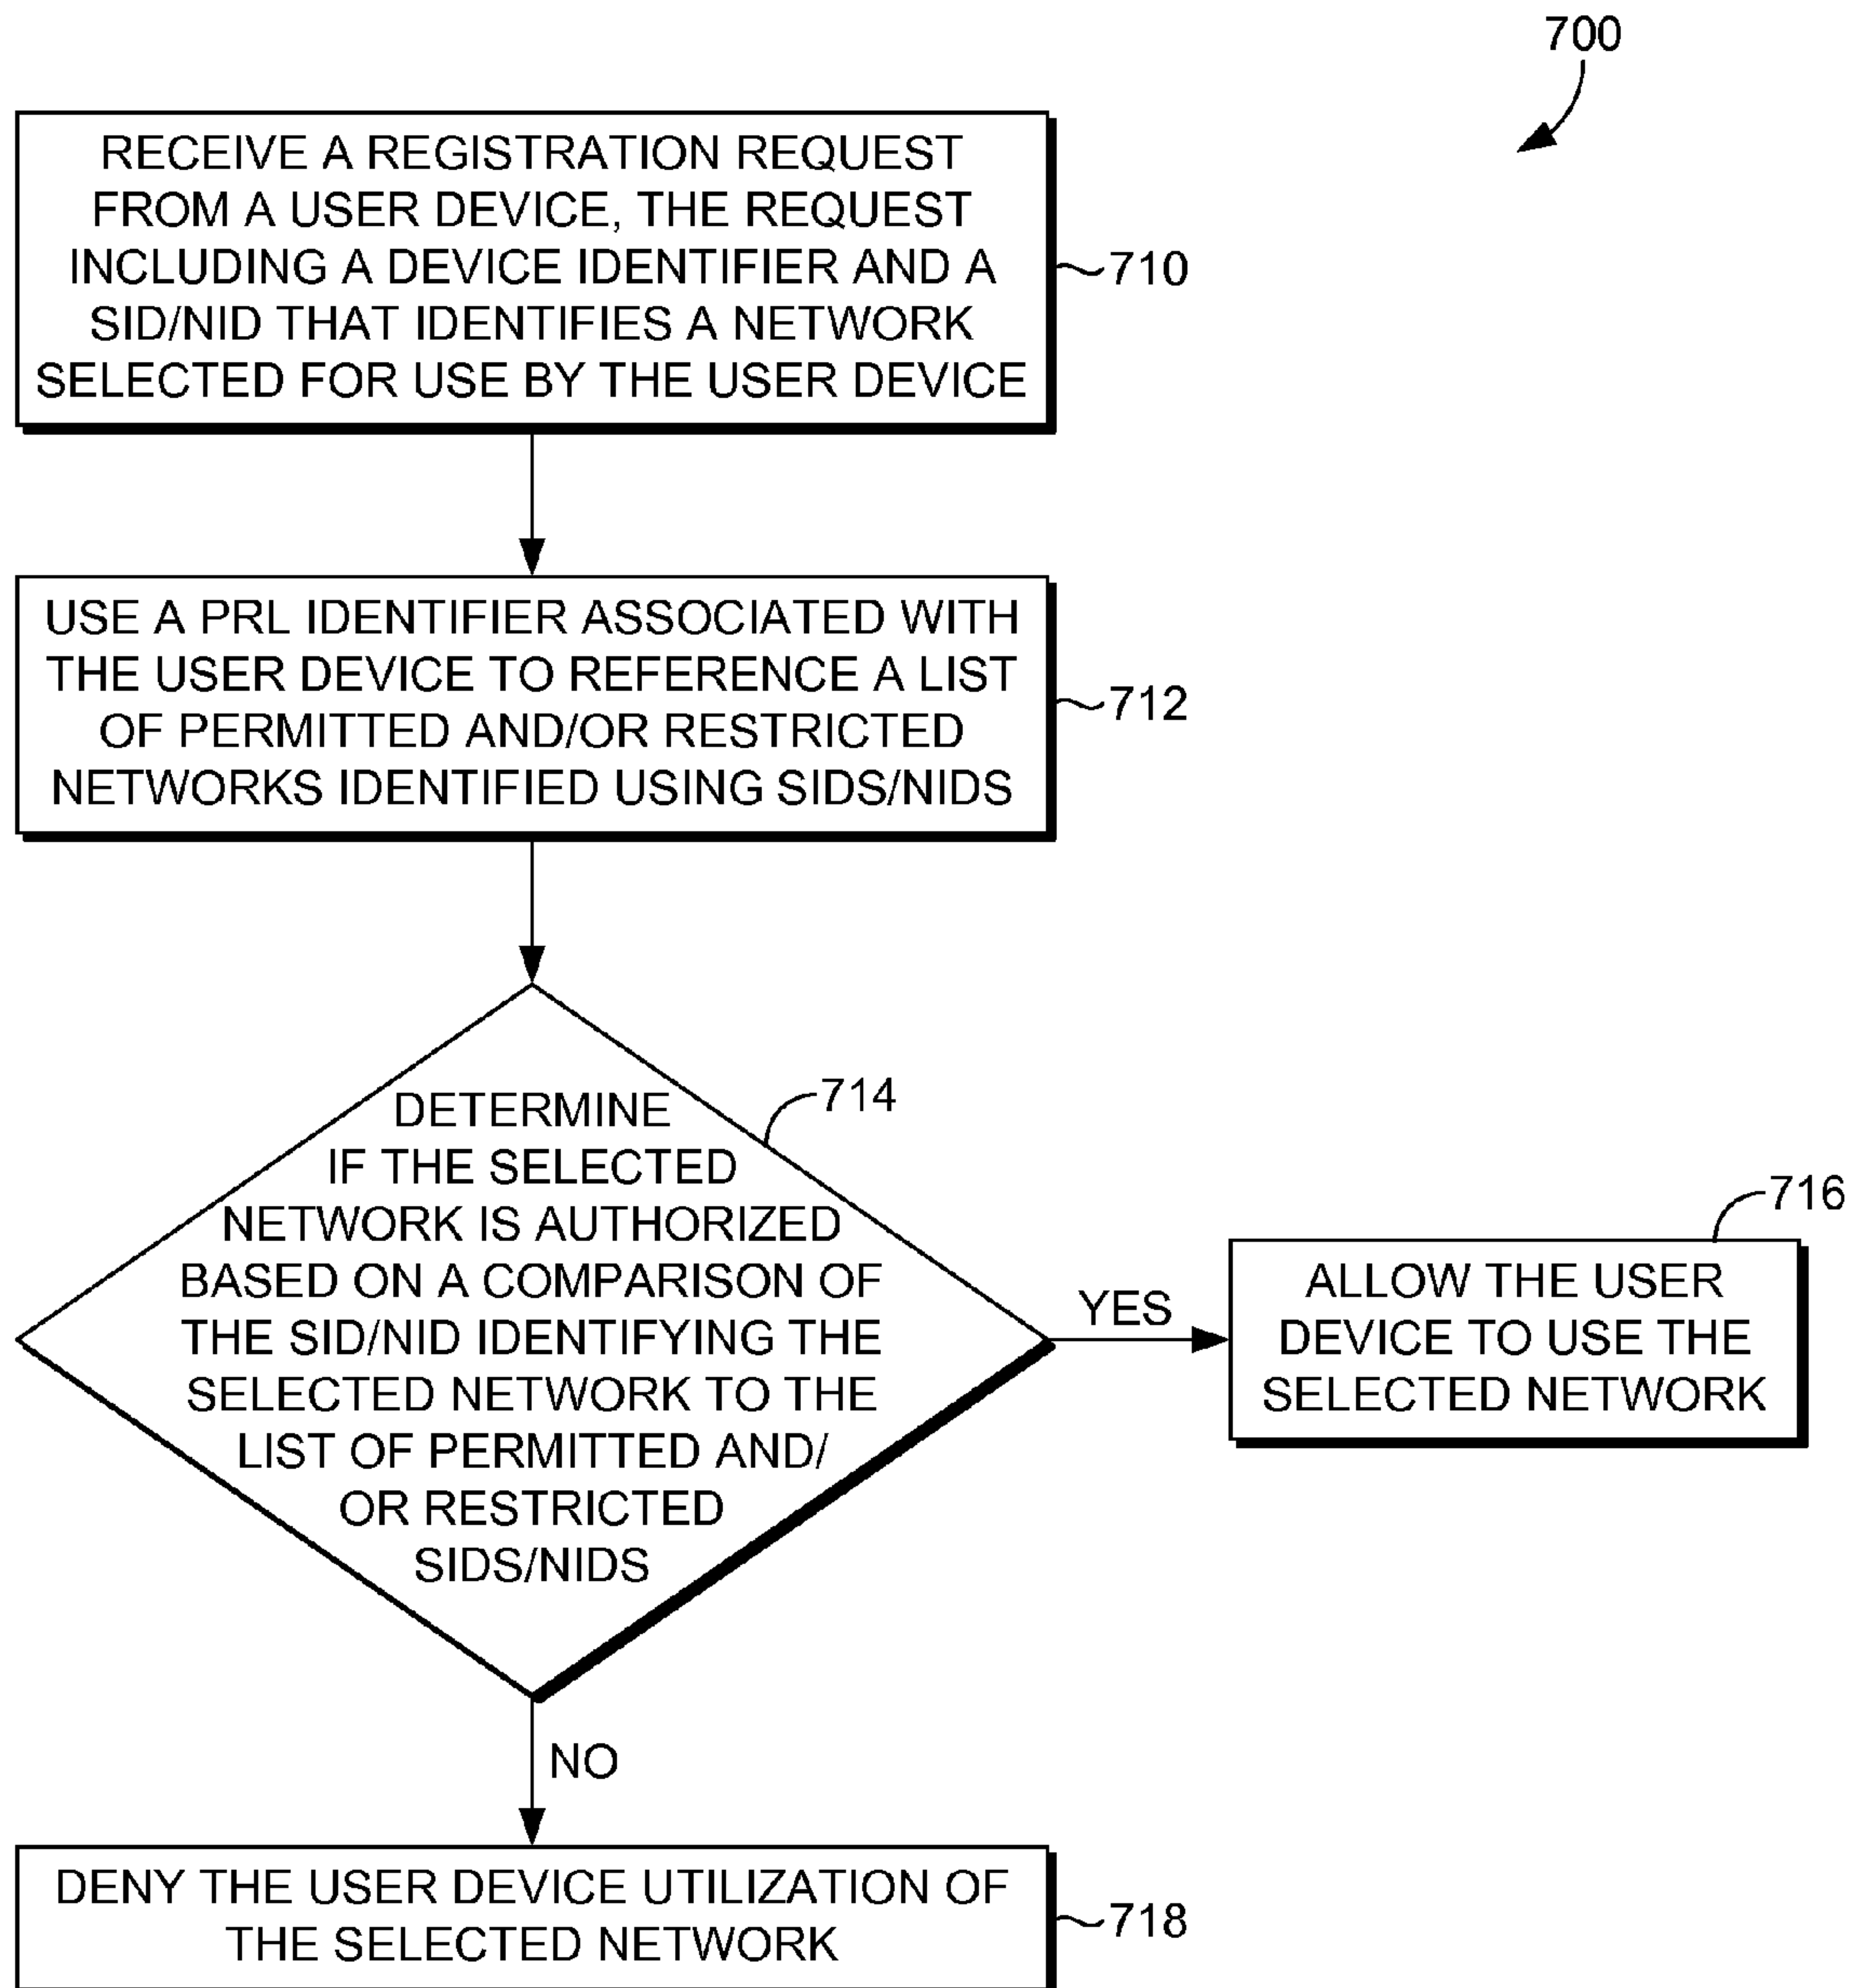 700
RECEIVE A REGISTRATION REQUEST
FROM A USER DEVICE, THE REQUEST
INCLUDING A DEVICE IDENTIFIER AND A
SID/NID THAT IDENTIFIES A NETWORK
SELECTED FOR USE BY THE USER DEVICE
710
USE A PRL IDENTIFIER ASSOCIATED WITH
THE USER DEVICE TO REFERENCE A LIST
OF PERMITTED AND/OR RESTRICTED
NETWORKS IDENTIFIED USING SIDS/NIDS
712
DETERMINE
IF THE SELECTED
NETWORK IS AUTHORIZED
BASED ON A COMPARISON OF
THE SID/NID IDENTIFYING THE
SELECTED NETWORK TO THE
LIST OF PERMITTED AND/
OR RESTRICTED
SIDS/NIDS
714
YES
716
ALLOW THE USER
DEVICE TO USE THE
SELECTED NETWORK
NO
DENY THE USER DEVICE UTILIZATION OF
THE SELECTED NETWORK
718